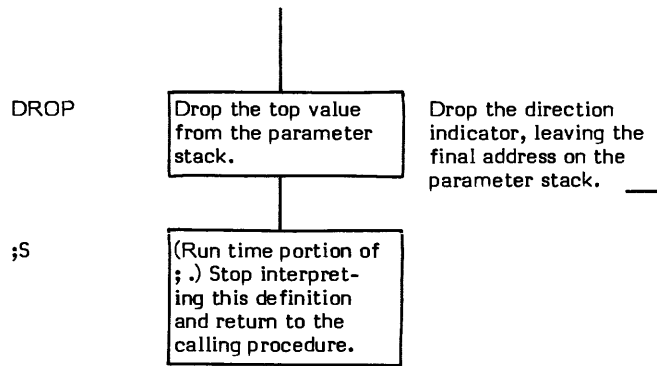 DROP
Drop the top value
from the parameter
stack.
Drop the direction
indicator, leaving the
final address on the
parameter stack.
;S
(Run time portion of
; .) Stop interpret-
ing this definition
and return to the
calling procedure.